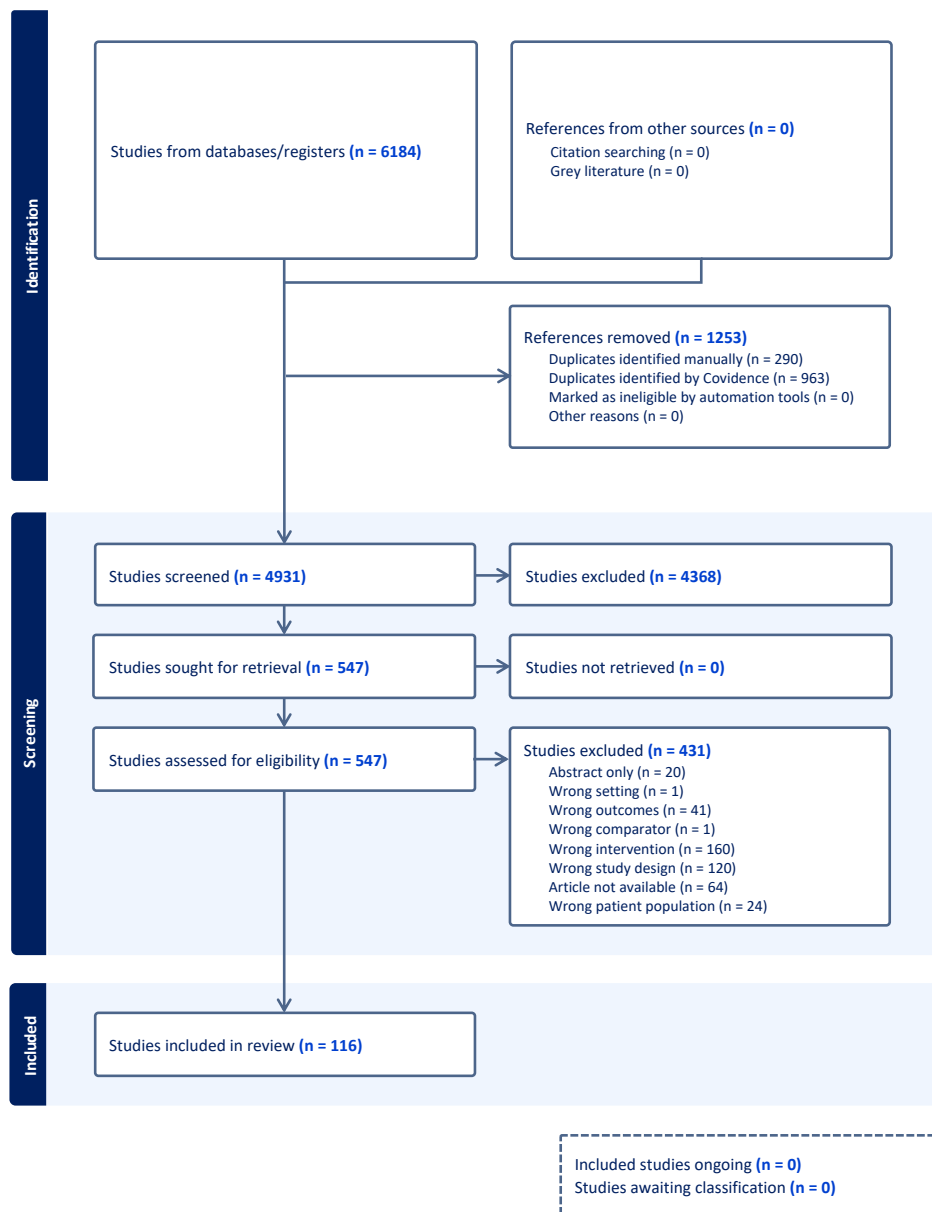 Identification
Studies from databases/registers (n = 6184)
References from other sources (n = 0)
Citation searching (n = 0)
Grey literature (n = 0)
References removed (n = 1253)
Duplicates identified manually (n = 290)
Duplicates identified by Covidence (n = 963)
Marked as ineligible by automation tools (n = 0)
Other reasons (n = 0)
Screening
Studies screened (n = 4931)
Studies excluded (n = 4368)
Studies sought for retrieval (n = 547)
Studies not retrieved (n = 0)
Studies assessed for eligibility (n = 547)
Studies excluded (n = 431)
Abstract only (n = 20)
Wrong setting (n = 1)
Wrong outcomes (n = 41)
Wrong comparator (n = 1)
Wrong intervention (n = 160)
Wrong study design (n = 120)
Article not available (n = 64)
Wrong patient population (n = 24)
Included
Studies included in review (n = 116)
Included studies ongoing (n = 0)
Studies awaiting classification (n = 0)